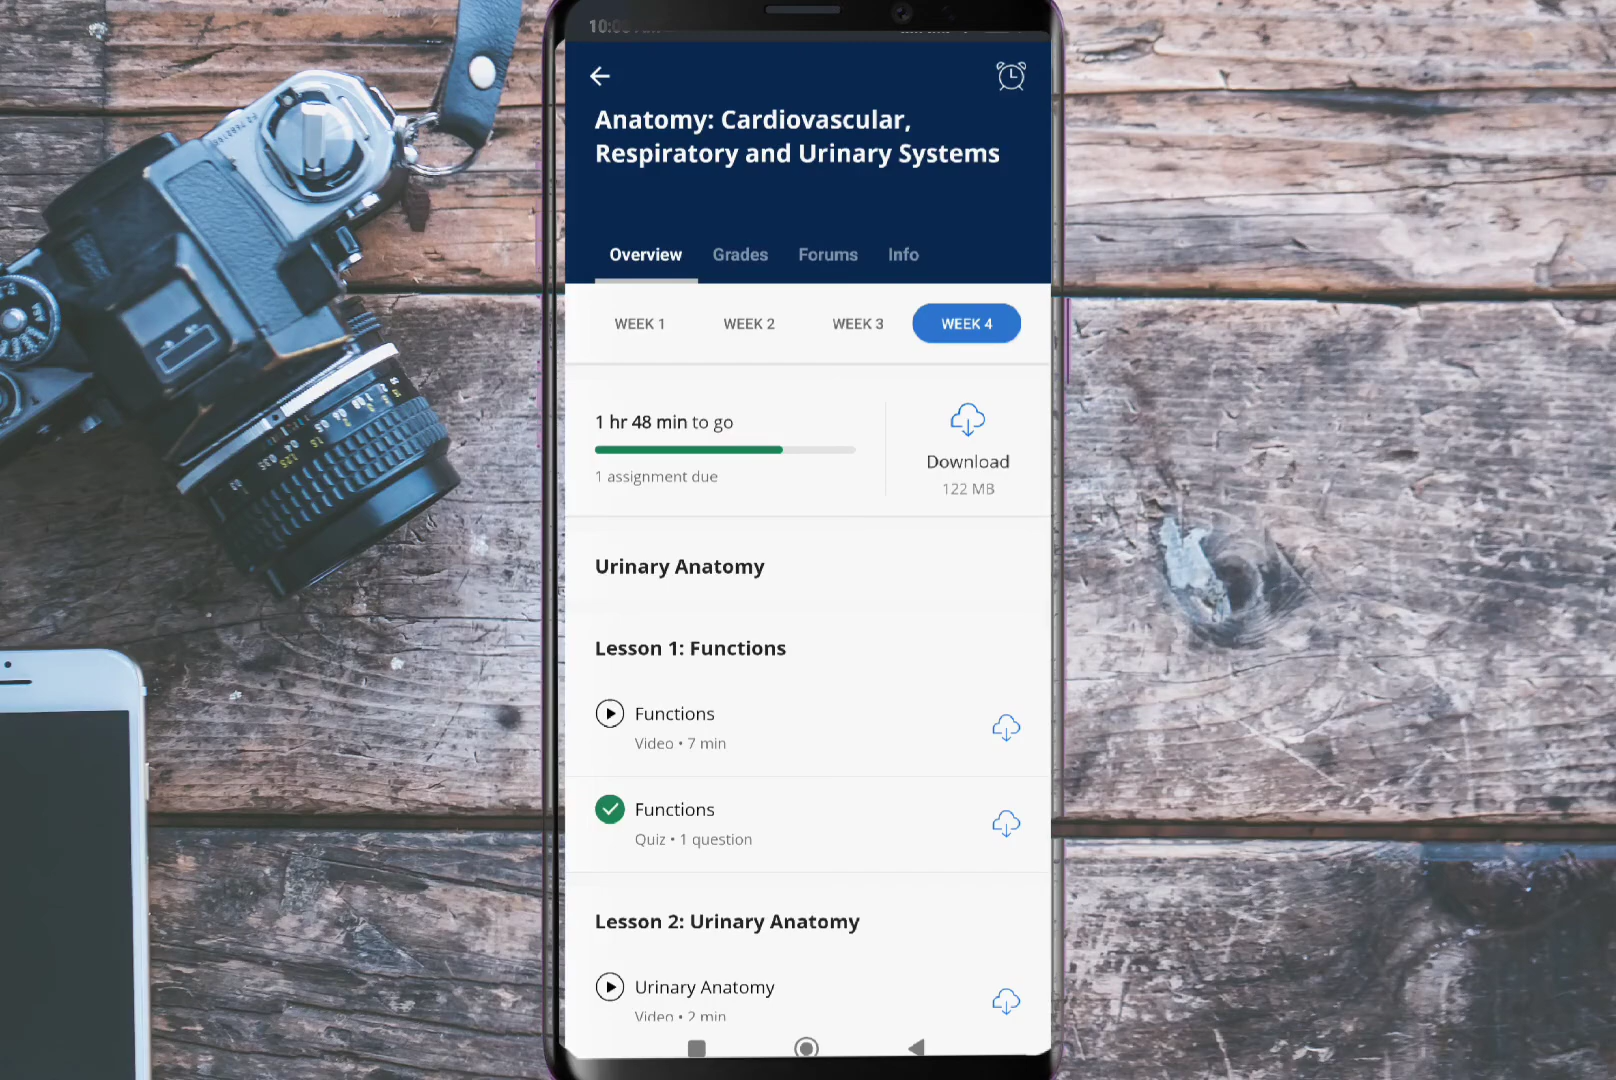 Anatomy: Cardiovascular,
Respiratory and Urinary Systems
Overview Grades Forums Info
WEEK 1 WEEK 2 WEEK 3 WEEK 4
1 hr 48 min to go
1 assignment due
Download
122 MB
Urinary Anatomy
Lesson 1: Functions
Functions
Video • 7 min
Functions
Quiz • 1 question
Lesson 2: Urinary Anatomy
Urinary Anatomy
Video • 2 min